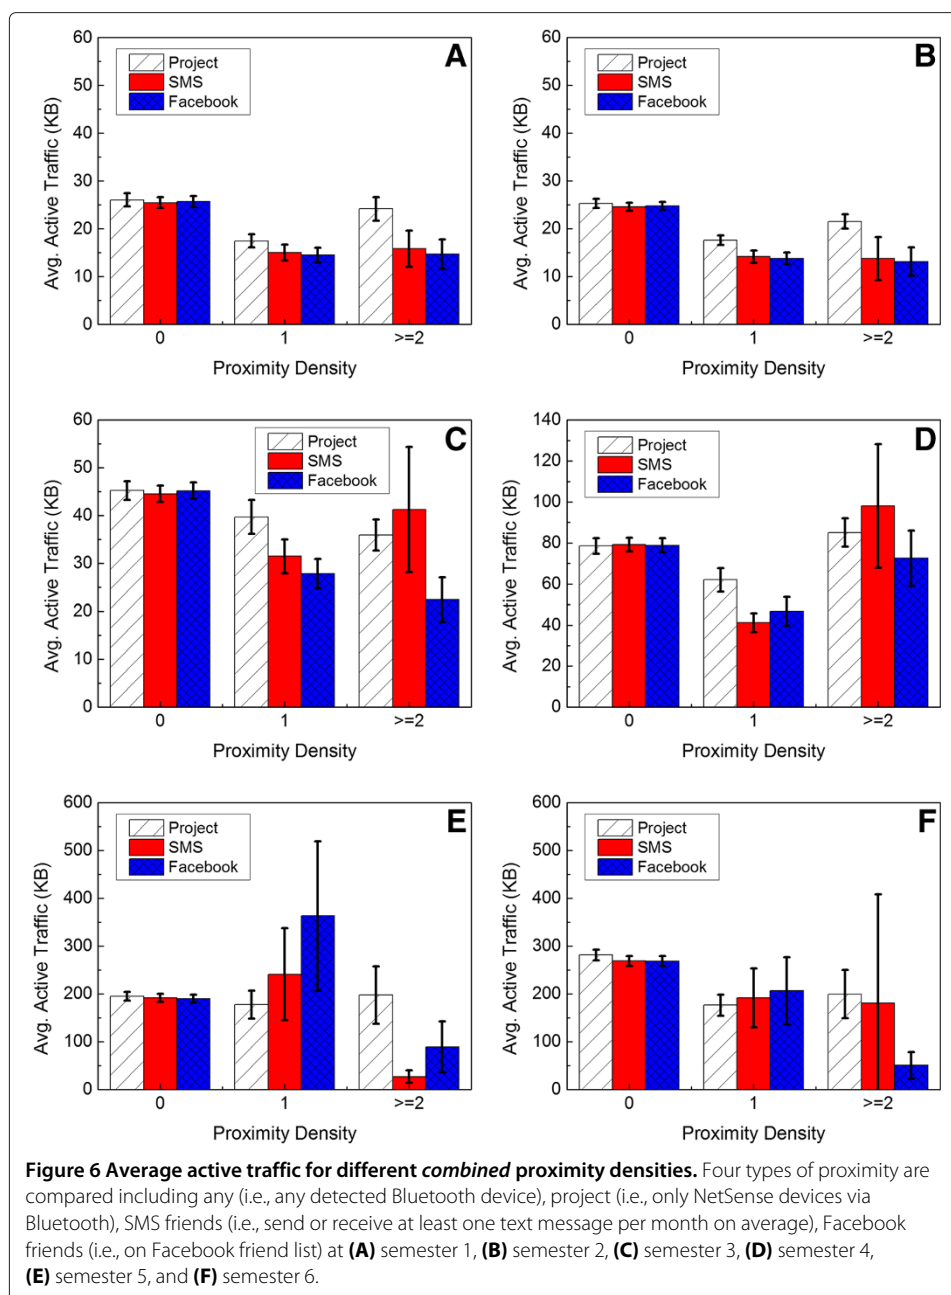 A
Project
SMS
Facebook
Avg. Active Traffic (KB)
60
50
40
30
20
10
0
0 1 >=2
Proximity Density
B
Project
SMS
Facebook
Avg. Active Traffic (KB)
60
50
40
30
20
10
0
0 1 >=2
Proximity Density
C
Project
SMS
Facebook
Avg. Active Traffic (KB)
60
50
40
30
20
10
0
0 1 >=2
Proximity Density
D
Project
SMS
Facebook
Avg. Active Traffic (KB)
140
120
100
80
60
40
20
0
0 1 >=2
Proximity Density
E
Project
SMS
Facebook
Avg. Active Traffic (KB)
600
500
400
300
200
100
0
0 1 >=2
Proximity Density
F
Project
SMS
Facebook
Avg. Active Traffic (KB)
600
500
400
300
200
100
0
0 1 >=2
Proximity Density
Figure 6 Average active traffic for different combined proximity densities. Four types of proximity are
compared including any (i.e., any detected Bluetooth device), project (i.e., only NetSense devices via
Bluetooth), SMS friends (i.e., send or receive at least one text message per month on average), Facebook
friends (i.e., on Facebook friend list) at (A) semester 1, (B) semester 2, (C) semester 3, (D) semester 4,
(E) semester 5, and (F) semester 6.